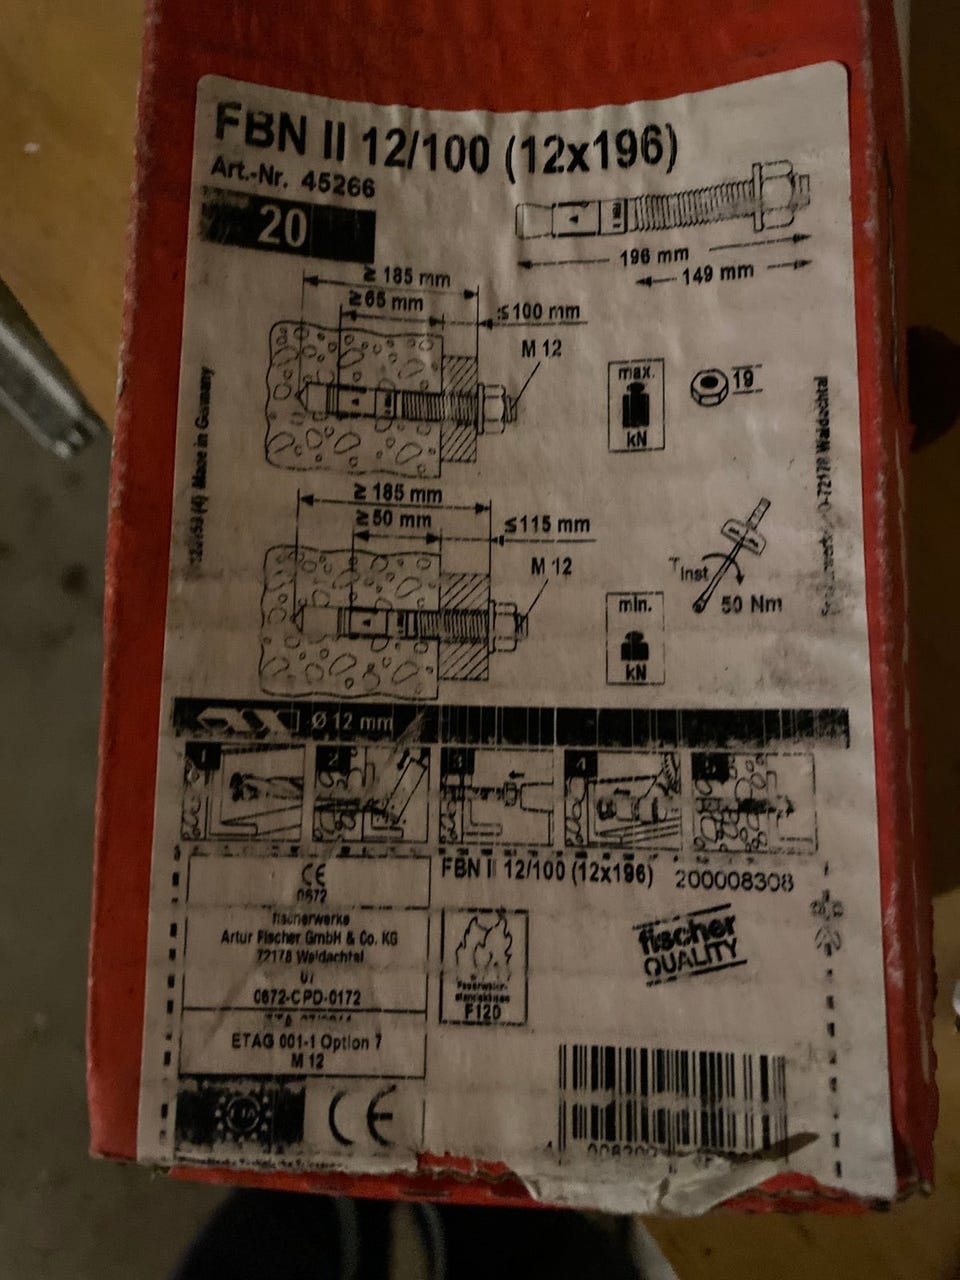 FBN II 12/100 (12x196)
Art.-Nr. 45266
20
196 mm
149 mm
≥ 185 mm
≥ 65 mm
≤ 100 mm
M 12
max.
kN
19
Made in Germany
D-72178 Waldachtal
≥ 185 mm
≥ 50 mm
≤ 115 mm
M 12
TInst
50 Nm
min.
kN
Ø 12 mm
1
2
3
4
5
FBN II 12/100 (12x196) 200008308
CE
0672
fischerwerke
Artur Fischer GmbH & Co. KG
72178 Waldachtal
07
0672-CPD-0172
ETAG 001-1 Option 7
M 12
F120
fischer
QUALITY
CE